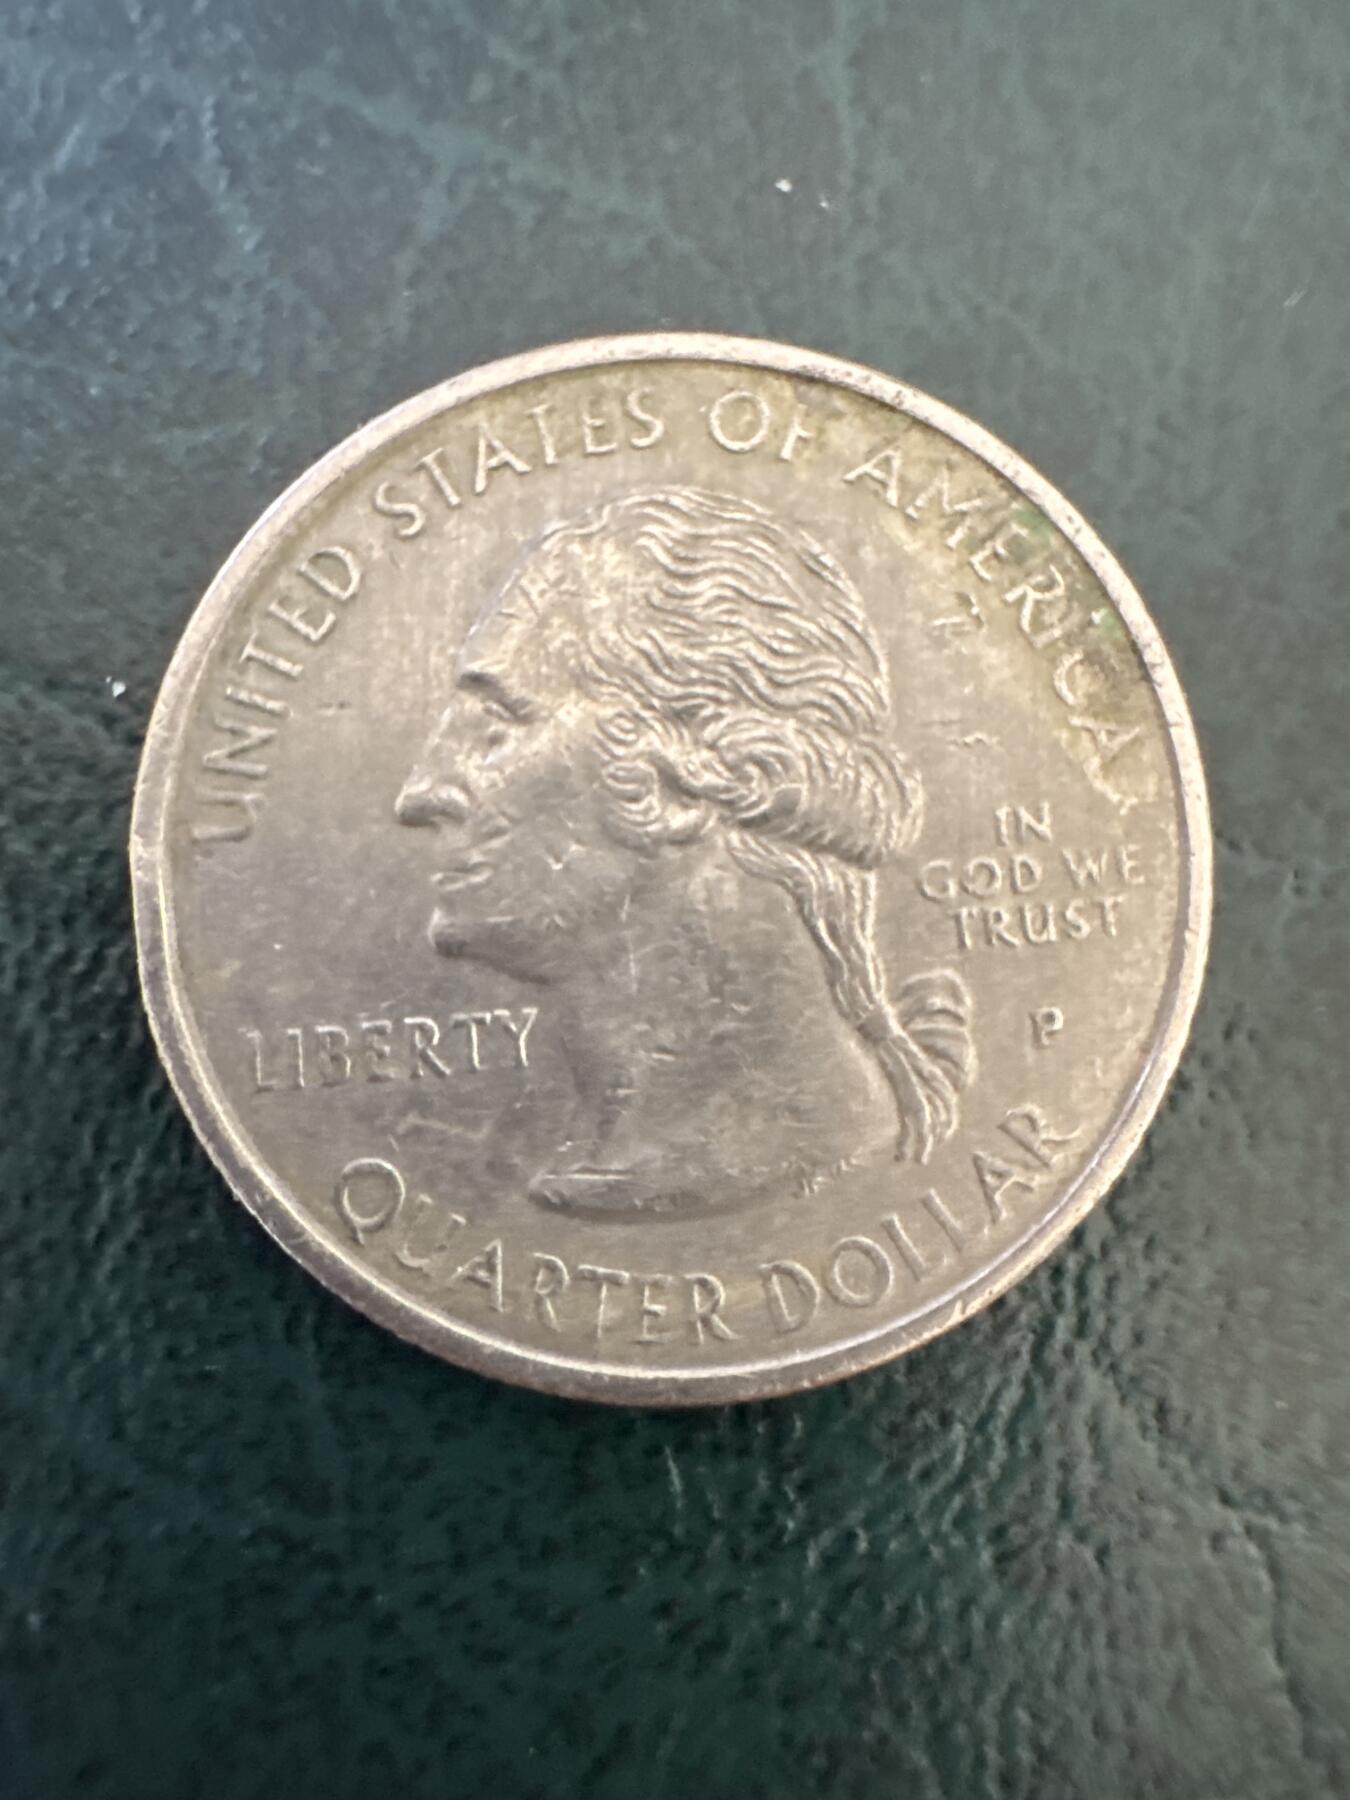 UNITED STATES OF AMERICA
LIBERTY
IN
GOD WE
TRUST
P
QUARTER DOLLAR